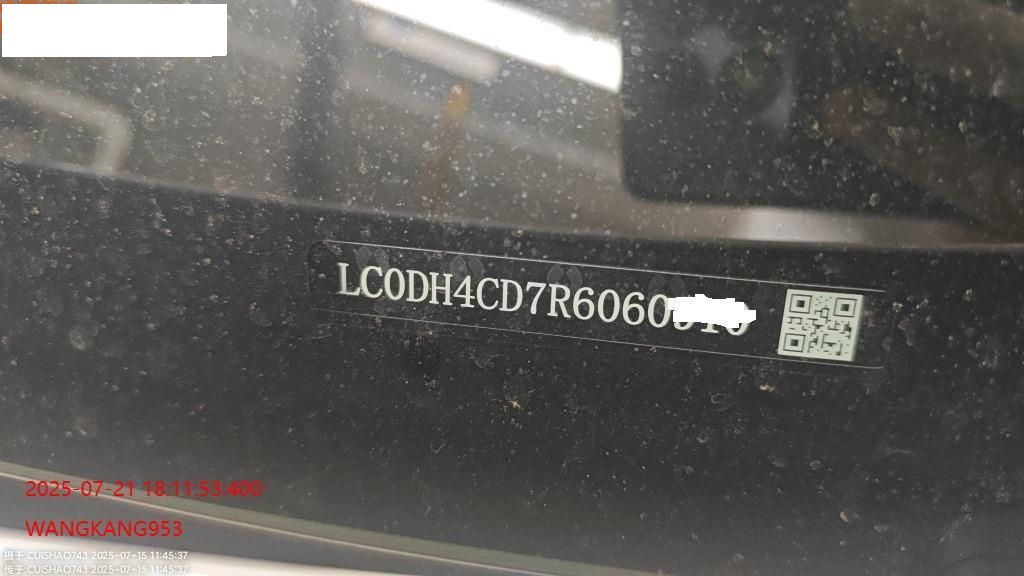 LC0DH4CD7R6060
2025-07-21 18:11:53:400
WANGKANG953
摄于:CUISHAO743 2025-07-15 11:45:37
传于:CUISHAO743 2025-07-15 11:45:37